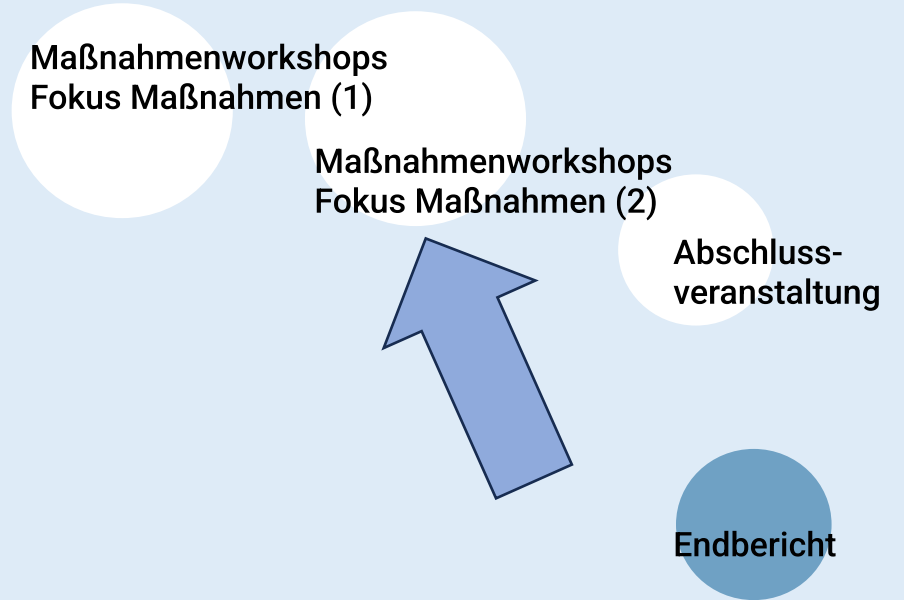 Maßnahmenworkshops
Fokus Maßnahmen (1)
Maßnahmenworkshops
Fokus Maßnahmen (2)
Abschluss-
veranstaltung
Endbericht